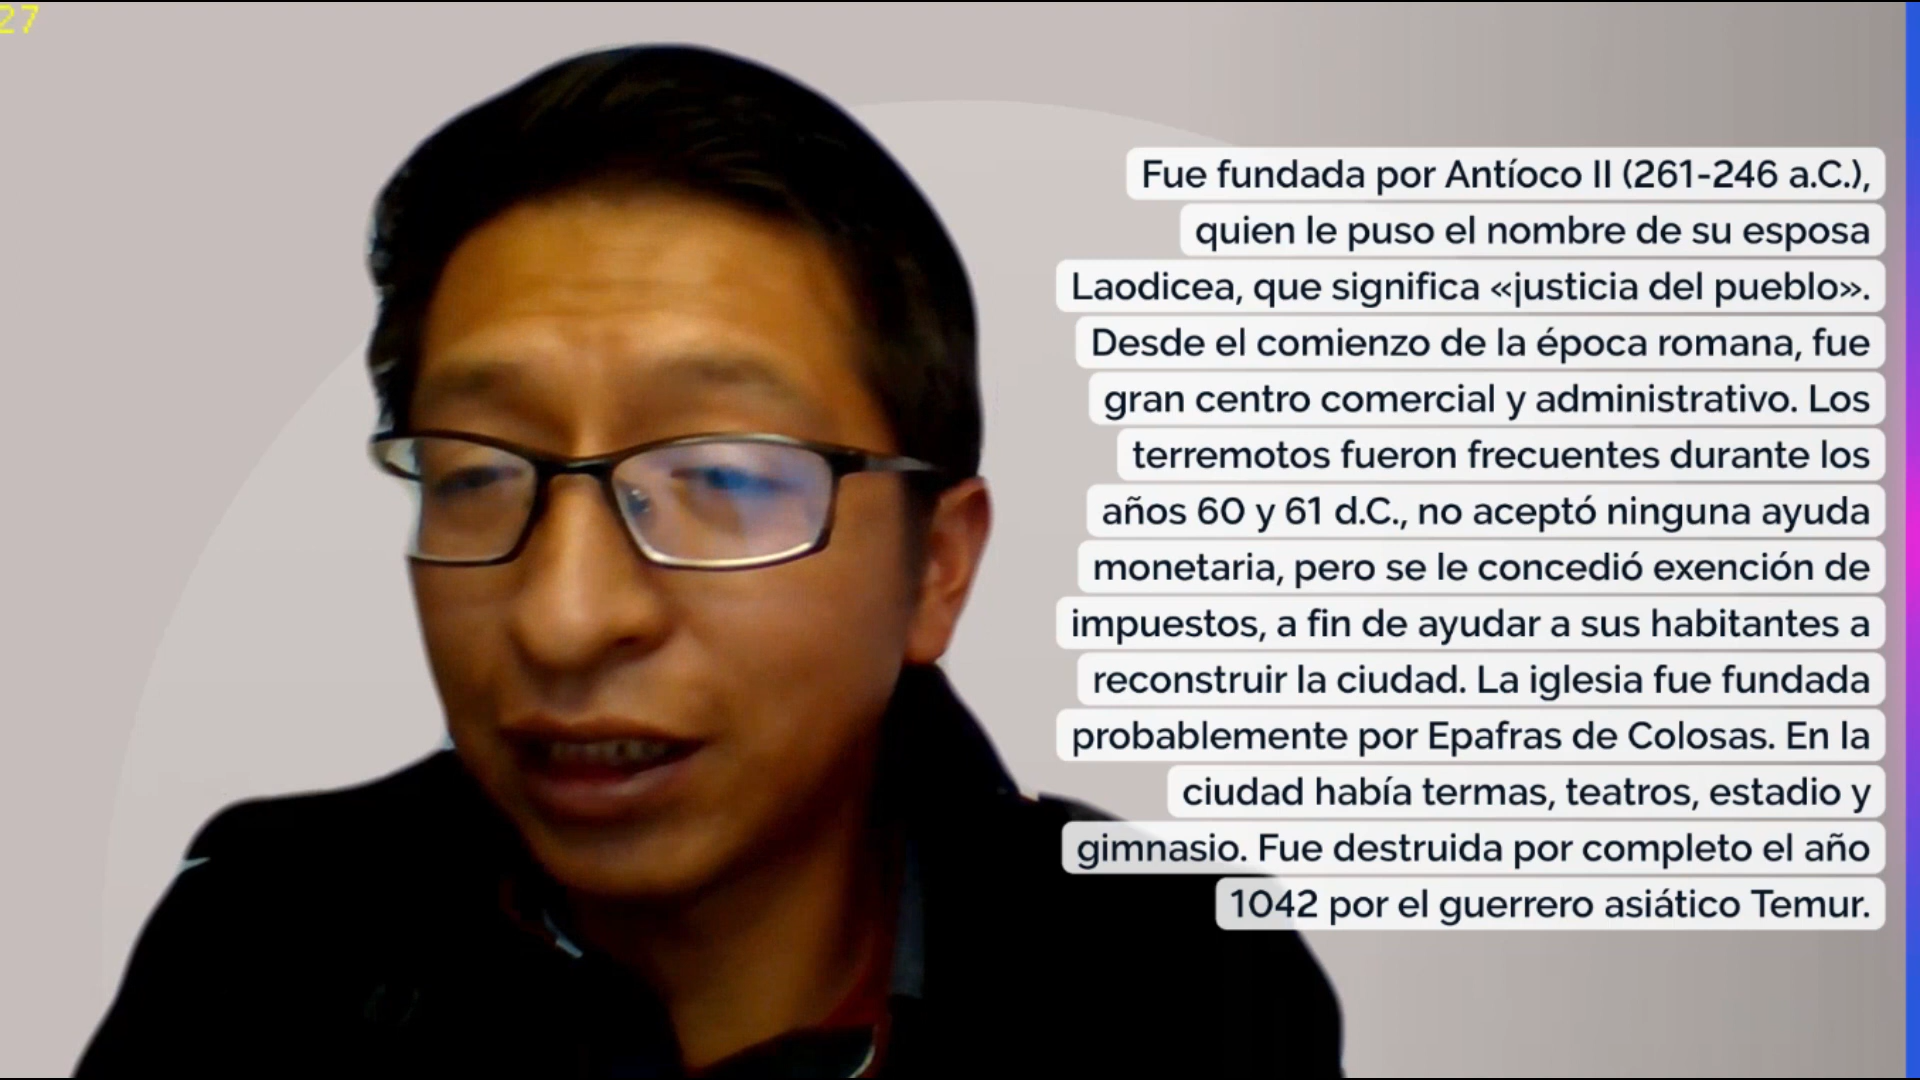 27
Fue fundada por Antíoco II (261-246 a.C.),
quien le puso el nombre de su esposa
Laodicea, que significa «justicia del pueblo».
Desde el comienzo de la época romana, fue
gran centro comercial y administrativo. Los
terremotos fueron frecuentes durante los
años 60 y 61 d.C., no aceptó ninguna ayuda
monetaria, pero se le concedió exención de
impuestos, a fin de ayudar a sus habitantes a
reconstruir la ciudad. La iglesia fue fundada
probablemente por Epafras de Colosas. En la
ciudad había termas, teatros, estadio y
gimnasio. Fue destruida por completo el año
1042 por el guerrero asiático Temur.